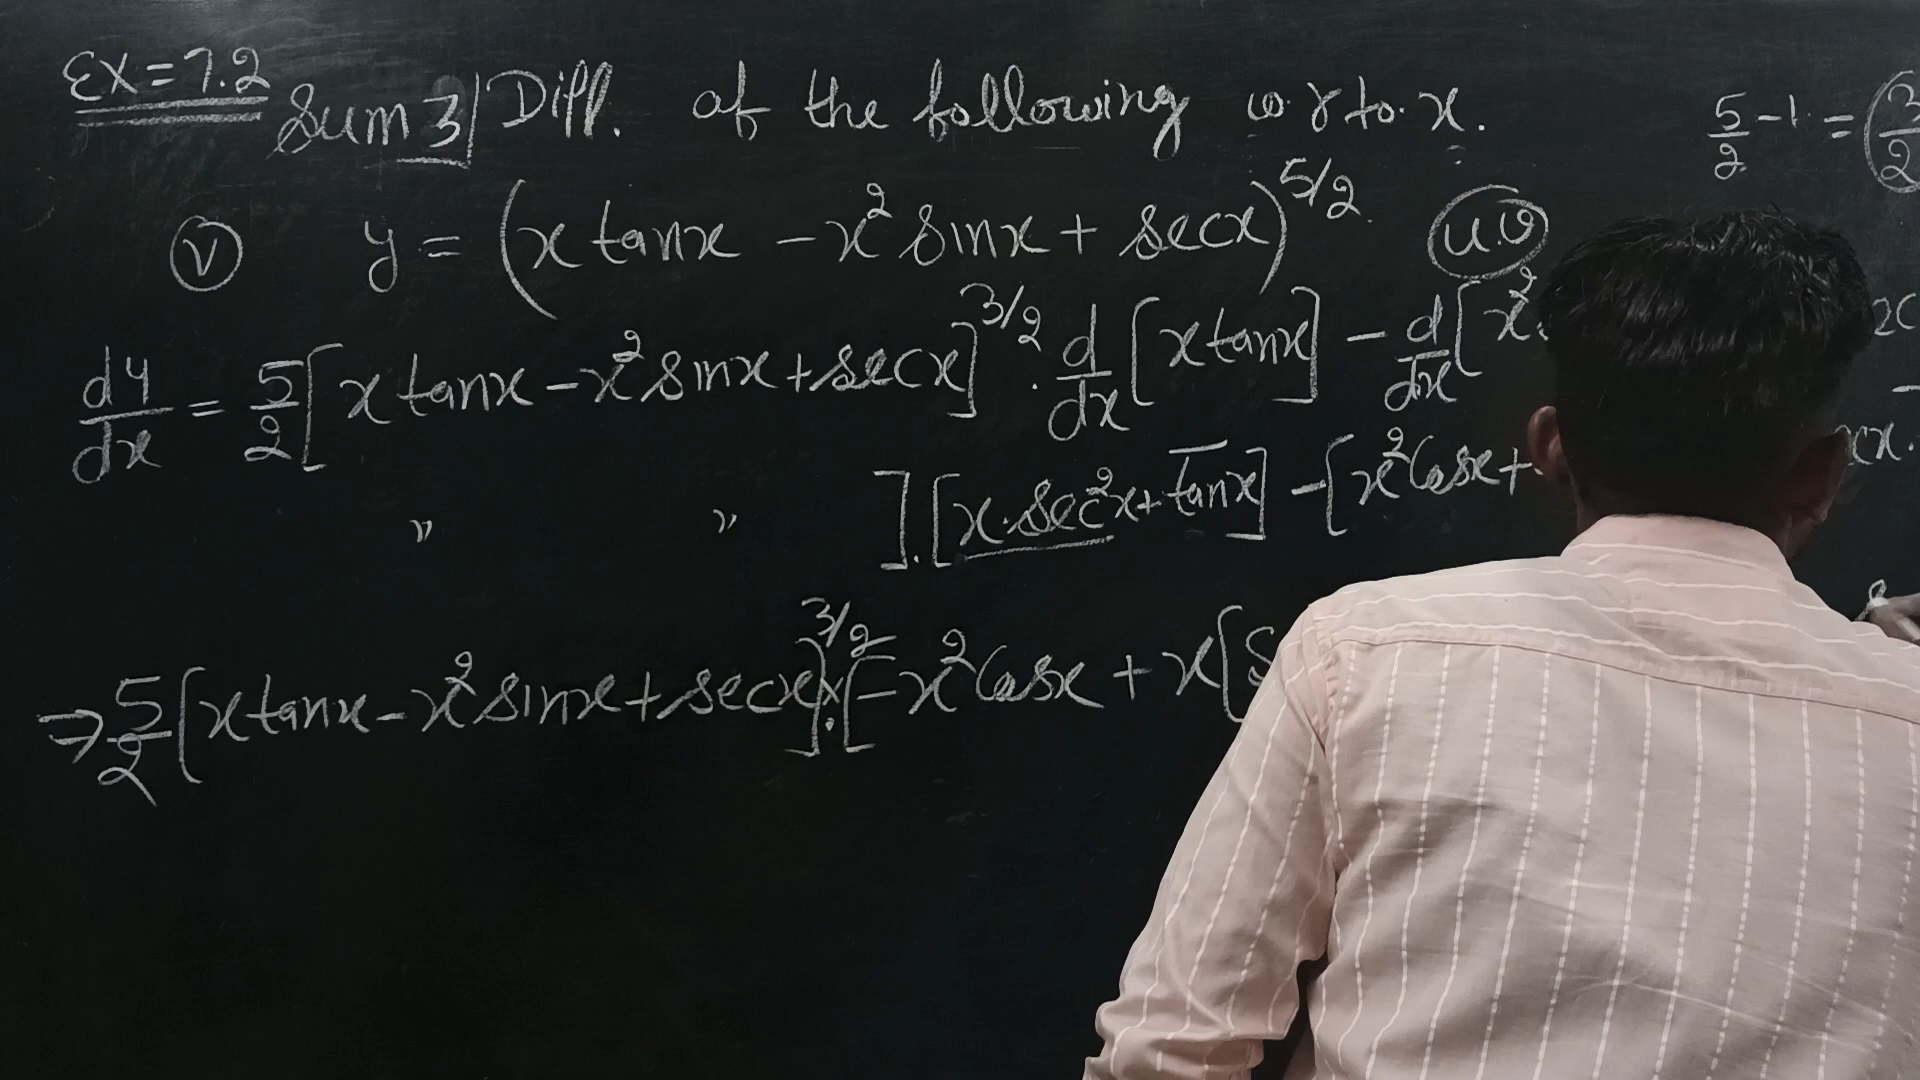 Ex = 7.2
Sum 3 Diff. of the following w.r to. x.
5/2 - 1 = 3/2
(v) y = (x tanx - x² sinx + secx)^5/2. u.v
dy/dx = 5/2 [x tanx - x² sinx + secx]^3/2 . d/dx [x tanx] - d/dx [x².
" " ] . [x. sec²x + tanx] - [x² Cosx +
⇒ 5/2 [x tanx - x² sinx + secx]^3/2 . [- x² Cosx + x [S